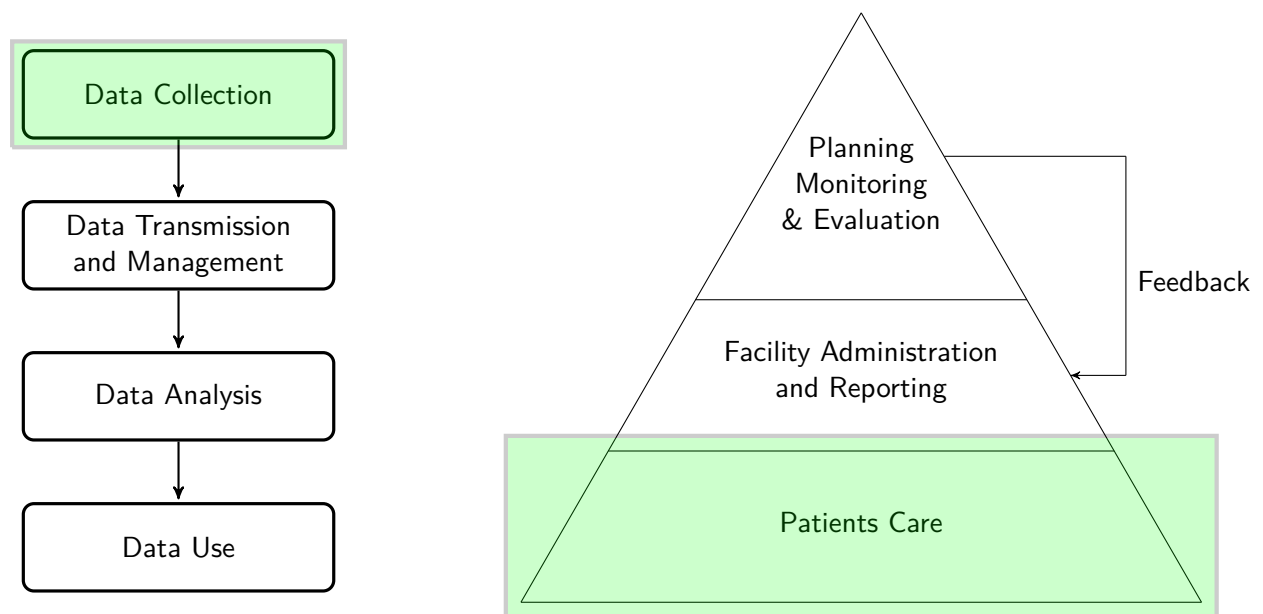 Data Collection
Data Transmission
and Management
Data Analysis
Data Use
Planning
Monitoring
& Evaluation
Feedback
Facility Administration
and Reporting
Patients Care